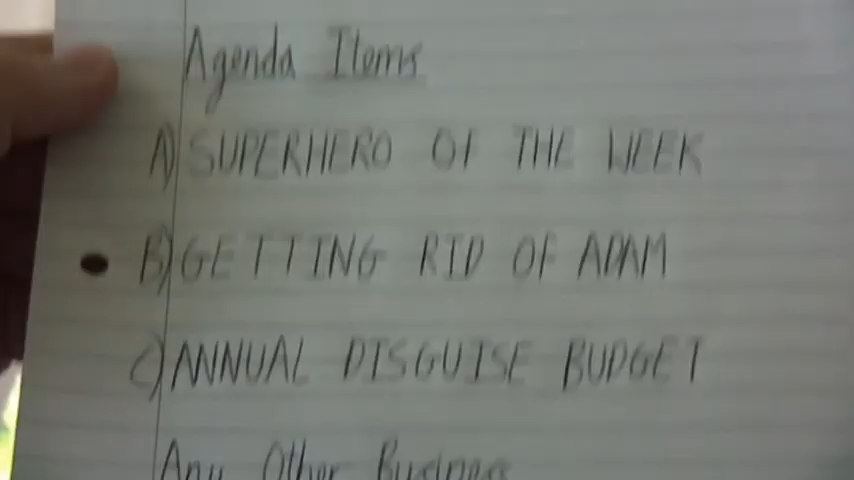 Agenda Items
A) SUPERHERO OF THE WEEK
B) GETTING RID OF ADAM
C) ANNUAL DISGUISE BUDGET
Any Other Business